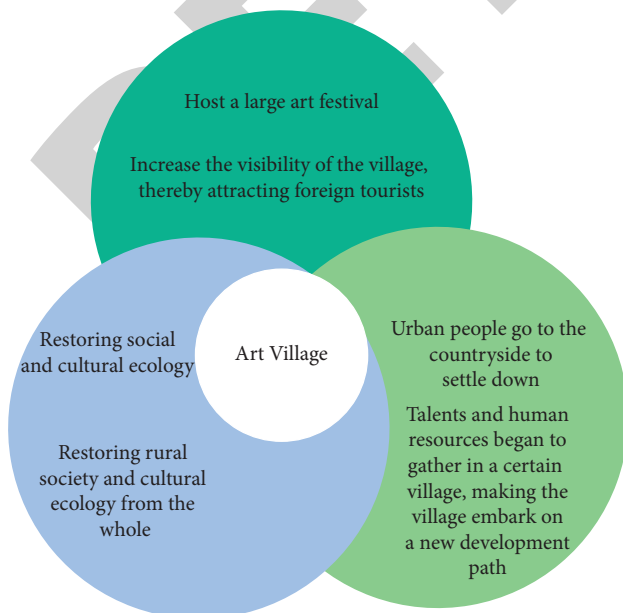 Host a large art festival
Increase the visibility of the village,
thereby attracting foreign tourists
Art Village
Restoring social
and cultural ecology
Restoring rural
society and cultural
ecology from the
whole
Urban people go to the
countryside to
settle down
Talents and human
resources began to
gather in a certain
village, making the
village embark on
a new development
path